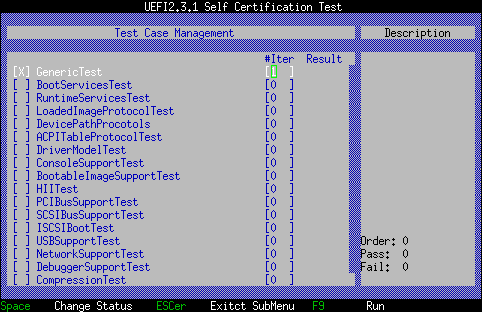 UEFI2.3.1 Self Certification Test
Test Case Management Description
#Iter Result
[X] GenericTest [1 ]
[ ] BootServicesTest [0 ]
[ ] RuntimeServicesTest [0 ]
[ ] LoadedImageProtocolTest [0 ]
[ ] DevicePathProcotols [0 ]
[ ] ACPITableProtocolTest [0 ]
[ ] DriverModelTest [0 ]
[ ] ConsoleSupportTest [0 ]
[ ] BootableImageSupportTest [0 ]
[ ] HIITest [0 ]
[ ] PCIBusSupportTest [0 ]
[ ] SCSIBusSupportTest [0 ]
[ ] ISCSIBootTest [0 ]
[ ] USBSupportTest [0 ] Order: 0
[ ] NetworkSupportTest [0 ] Pass: 0
[ ] DebuggerSupportTest [0 ] Fail: 0
[ ] CompressionTest [0 ]
Space Change Status ESCer Exitct SubMenu F9 Run